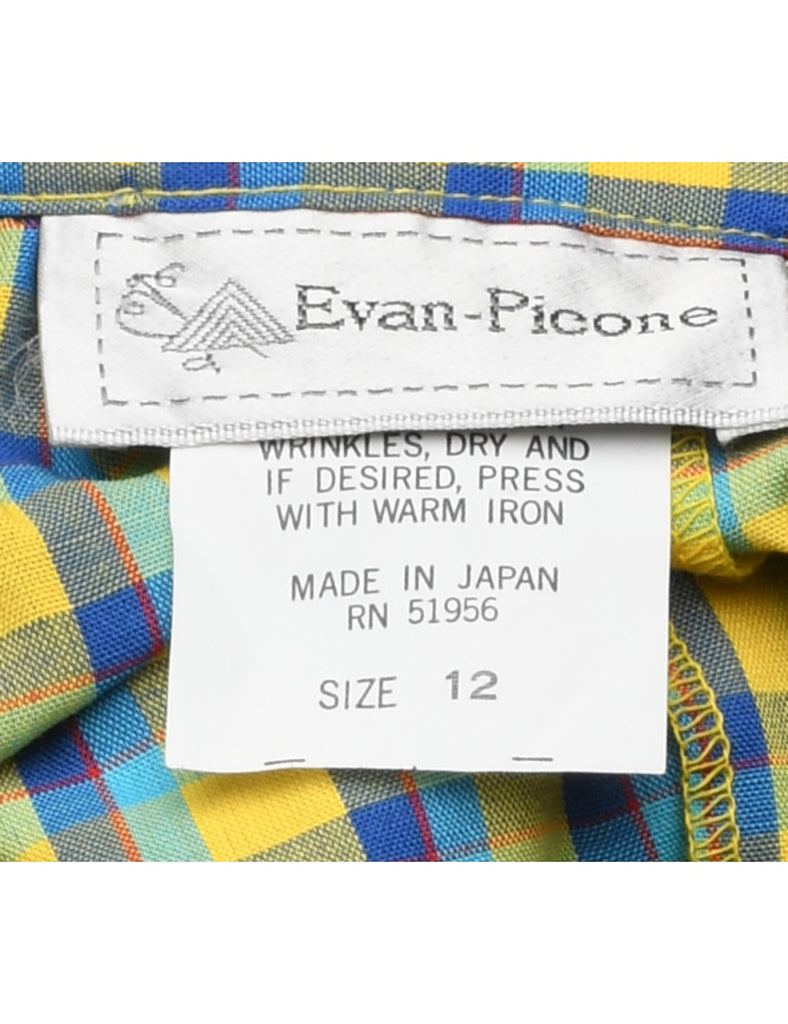 Evan-Picone
WRINKLES, DRY AND
IF DESIRED, PRESS
WITH WARM IRON
MADE IN JAPAN
RN 51956
SIZE 12